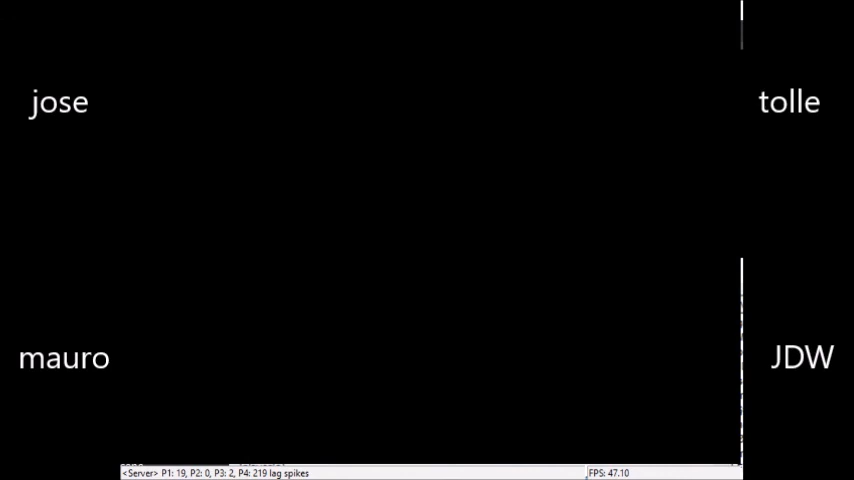 jose
tolle
mauro
JDW
<Server> P1: 19, P2: 0, P3: 2, P4: 219 lag spikes
FPS: 47.10